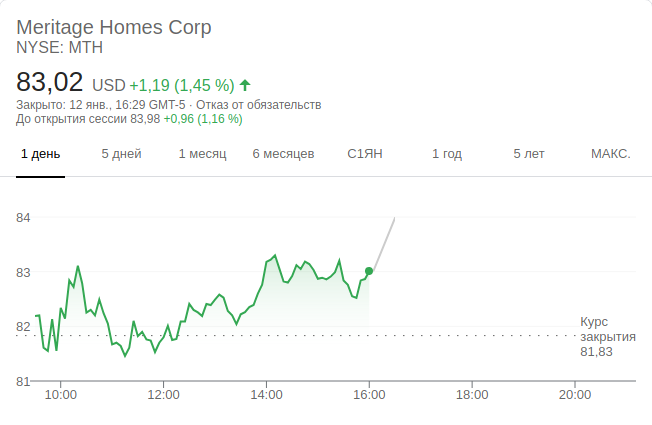 Meritage Homes Corp
NYSE: MTH
83,02 USD +1,19 (1,45 %)
Закрыто: 12 янв., 16:29 GMT-5 · Отказ от обязательств
До открытия сессии 83,98 +0,96 (1,16 %)
1 день 5 дней 1 месяц 6 месяцев С1ЯН 1 год 5 лет МАКС.
84
83
82
81
Курс
закрытия
81,83
10:00 12:00 14:00 16:00 18:00 20:00